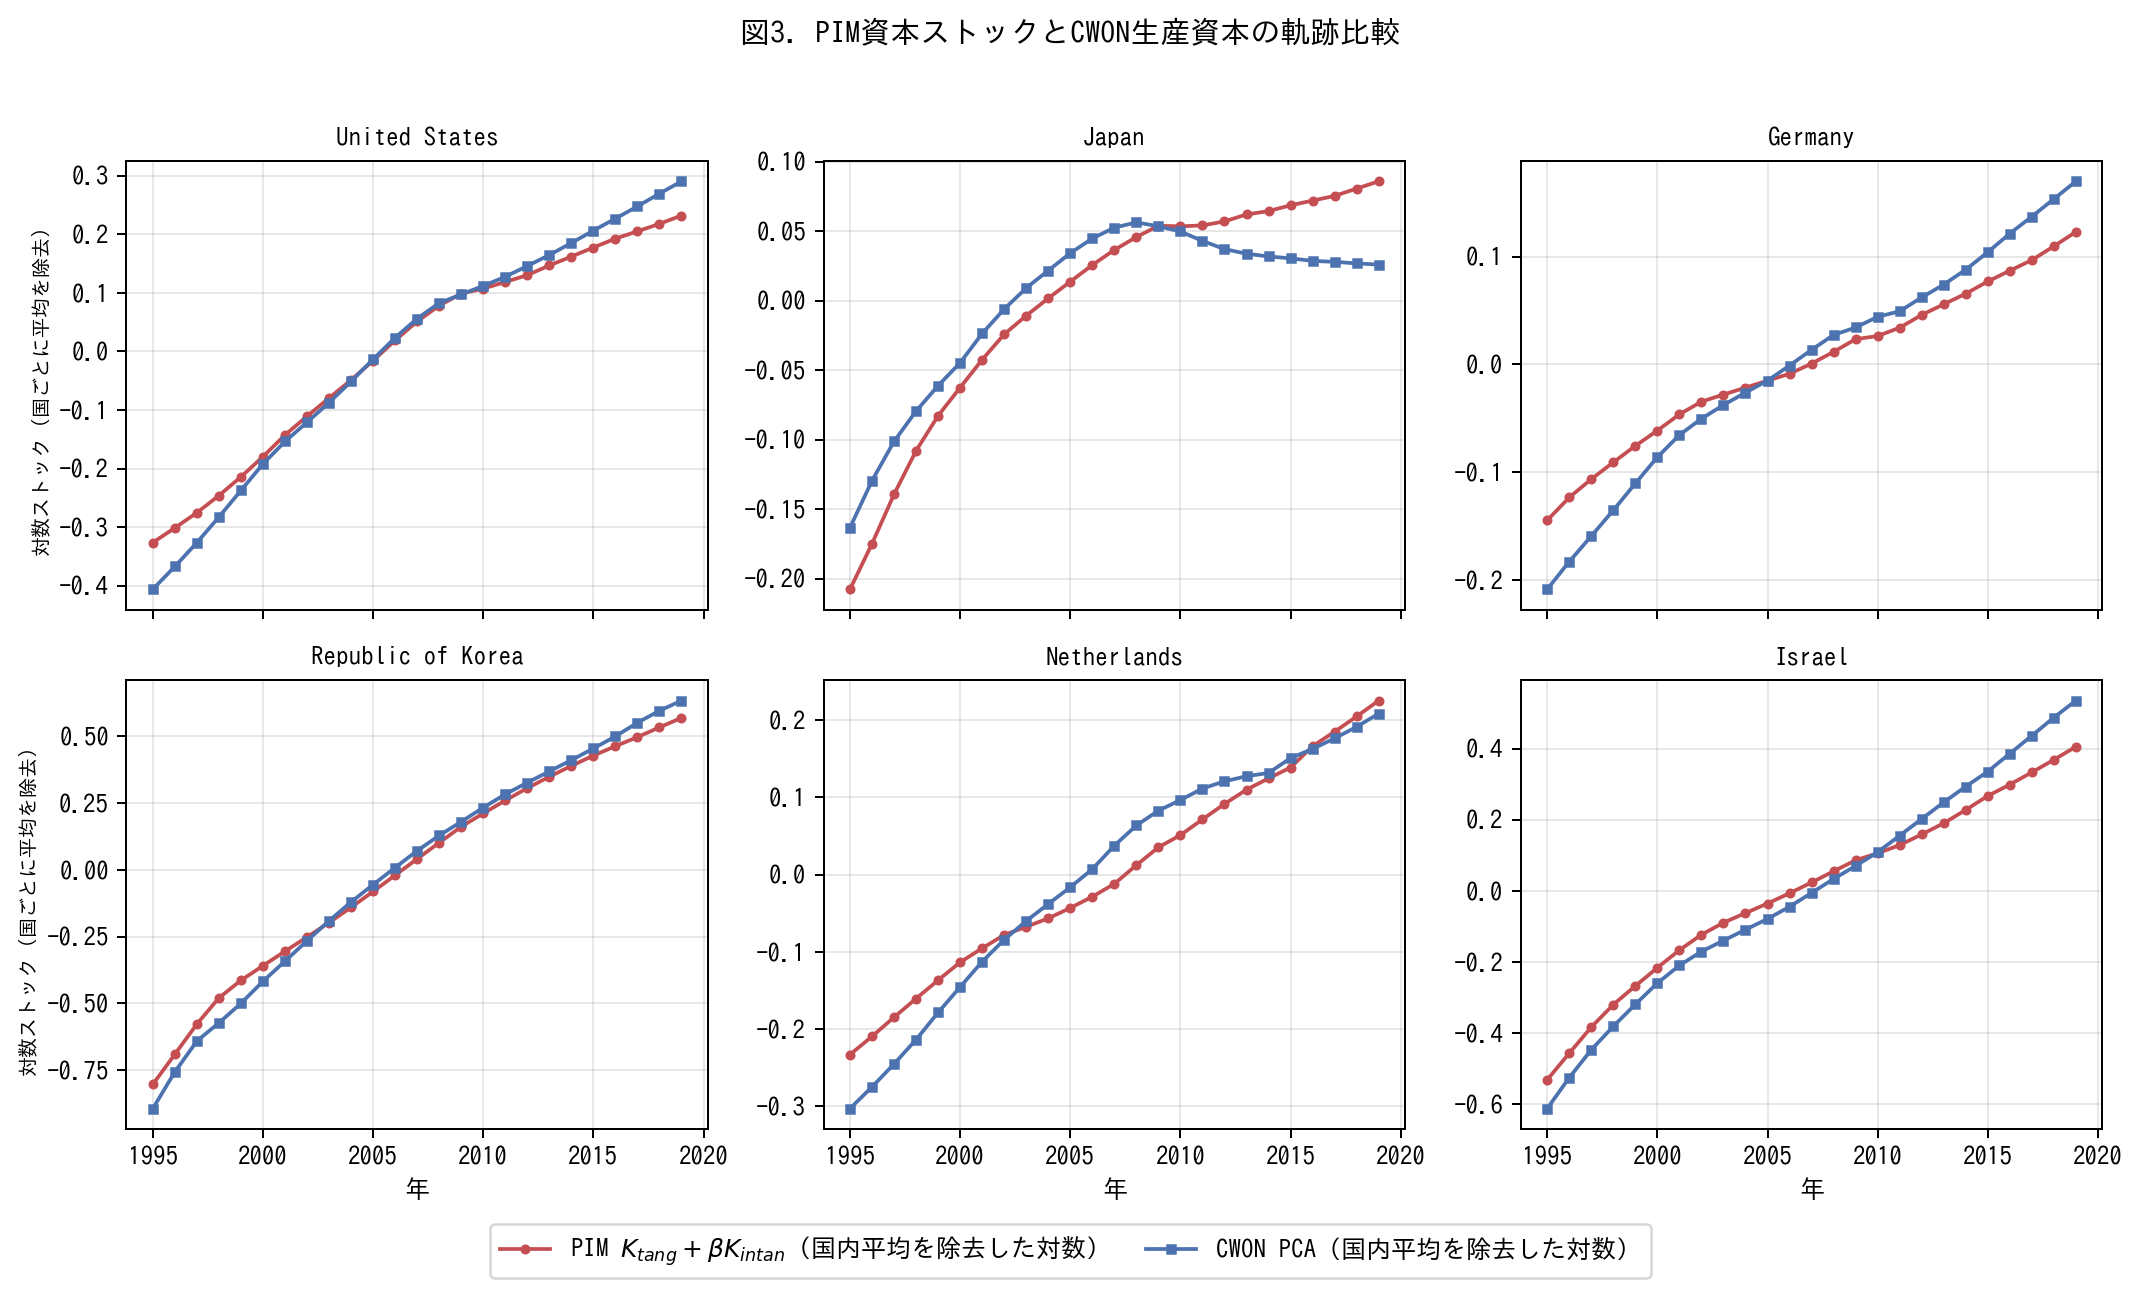 図3. PIM資本ストックとCWON生産資本の軌跡比較
United States
Japan
Germany
対数ストック（国ごとに平均を除去）
0.3
0.2
0.1
0.0
−0.1
−0.2
−0.3
−0.4
0.10
0.05
0.00
−0.05
−0.10
−0.15
−0.20
0.1
0.0
−0.1
−0.2
Republic of Korea
Netherlands
Israel
対数ストック（国ごとに平均を除去）
0.50
0.25
0.00
−0.25
−0.50
−0.75
0.2
0.1
0.0
−0.1
−0.2
−0.3
0.4
0.2
0.0
−0.2
−0.4
−0.6
1995 2000 2005 2010 2015 2020
1995 2000 2005 2010 2015 2020
1995 2000 2005 2010 2015 2020
年
年
年
PIM K_{tang} + βK_{intan}（国内平均を除去した対数）
CWON PCA（国内平均を除去した対数）